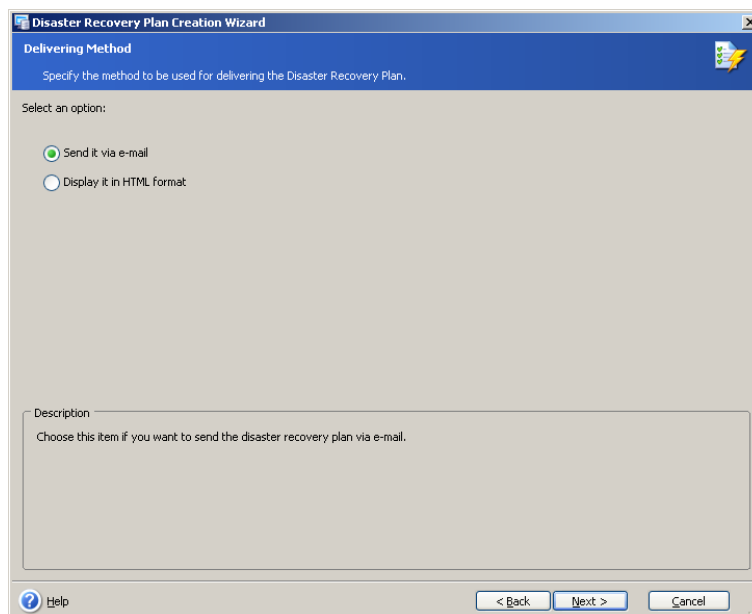 Disaster Recovery Plan Creation Wizard
Delivering Method
Specify the method to be used for delivering the Disaster Recovery Plan.
Select an option:
Send it via e-mail
Display it in HTML format
Description
Choose this item if you want to send the disaster recovery plan via e-mail.
Help
< Back
Next >
Cancel